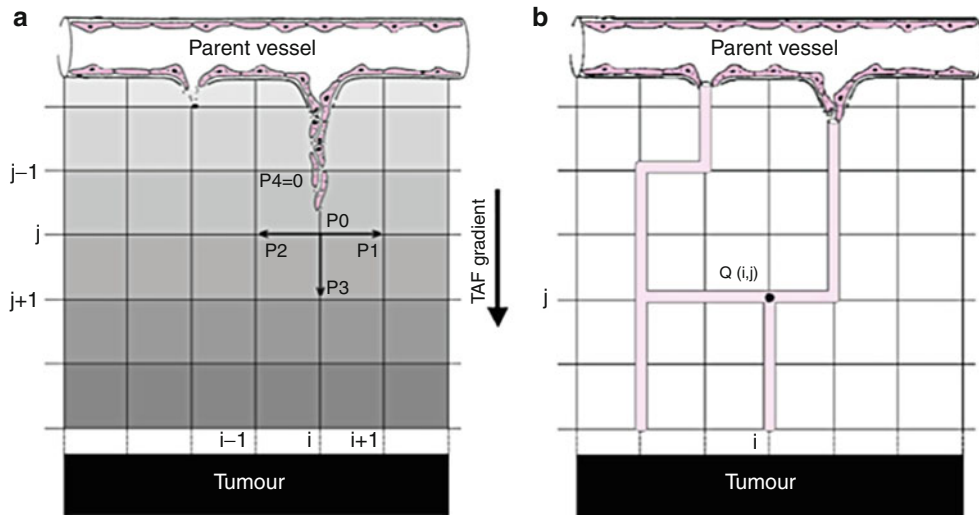 a
Parent vessel
j−1
P4=0
P0
j
P2
P1
P3
j+1
TAF gradient
i−1
i
i+1
Tumour
b
Parent vessel
Q (i,j)
j
i
Tumour